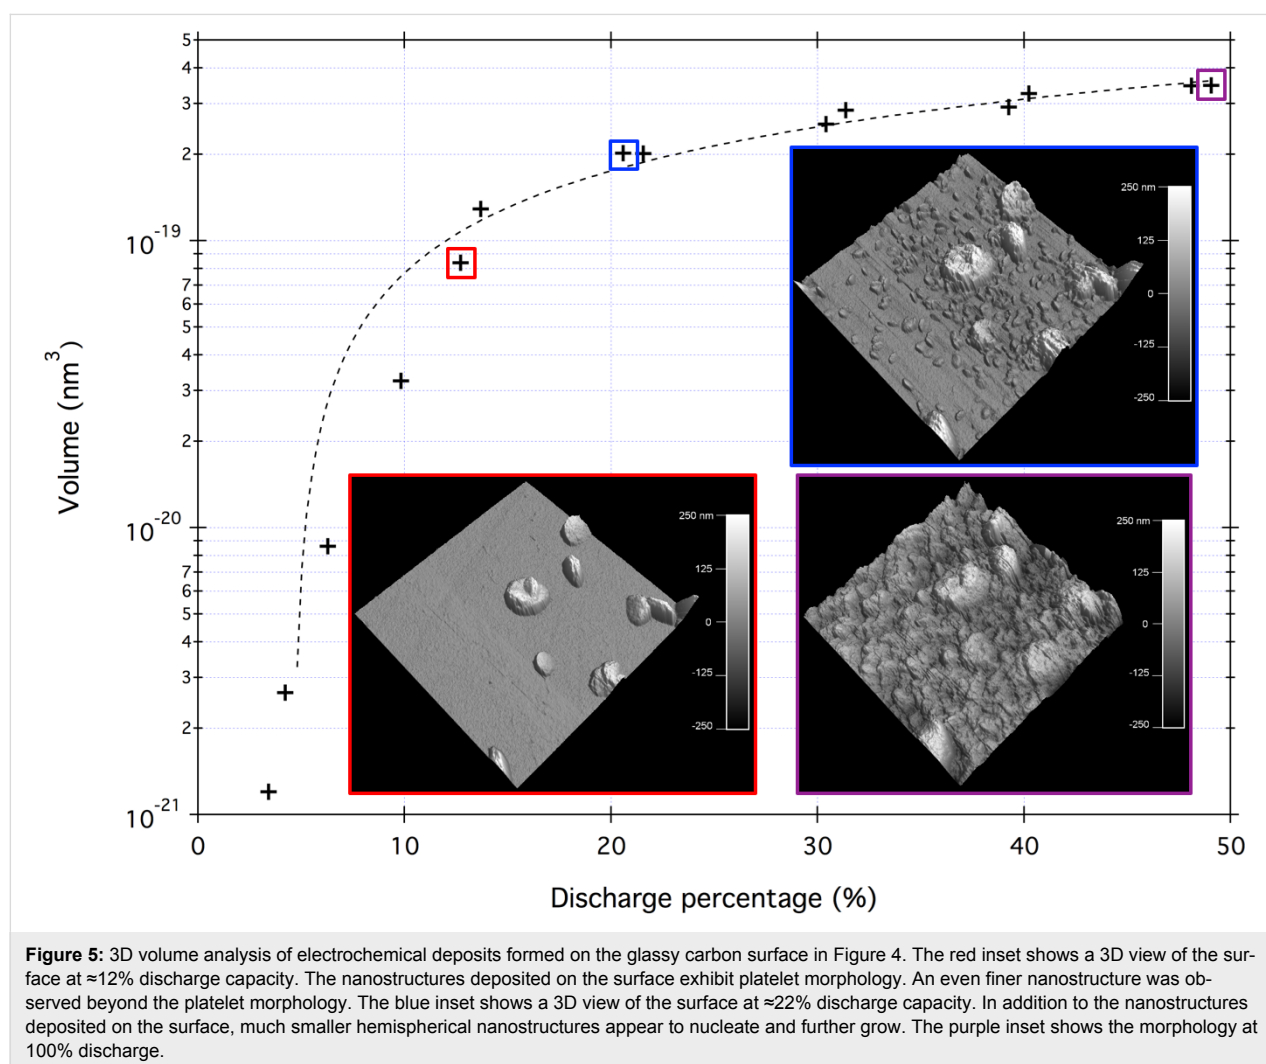 5
4
3
2
10-19
7
6
5
4
3
2
10-20
7
6
5
4
3
2
10-21
Volume (nm3)
0 10 20 30 40 50
Discharge percentage (%)
250 nm
125
0
-125
-250
250 nm
125
0
-125
-250
250 nm
125
0
-125
-250
Figure 5: 3D volume analysis of electrochemical deposits formed on the glassy carbon surface in Figure 4. The red inset shows a 3D view of the sur-
face at ≈12% discharge capacity. The nanostructures deposited on the surface exhibit platelet morphology. An even finer nanostructure was ob-
served beyond the platelet morphology. The blue inset shows a 3D view of the surface at ≈22% discharge capacity. In addition to the nanostructures
deposited on the surface, much smaller hemispherical nanostructures appear to nucleate and further grow. The purple inset shows the morphology at
100% discharge.